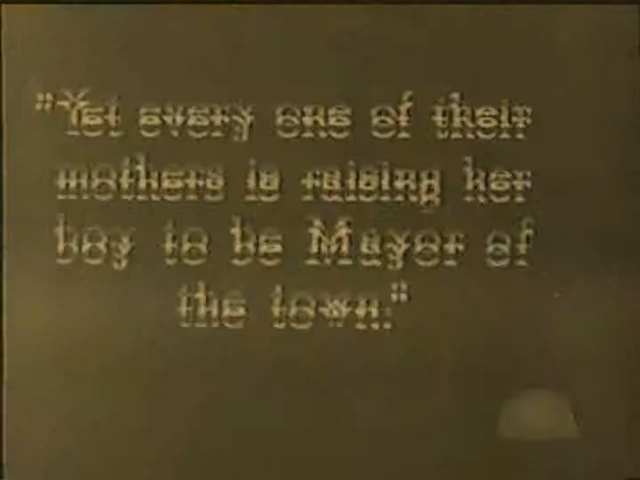 "Yet every one of their
mothers is raising her
boy to be Mayor of
the town."